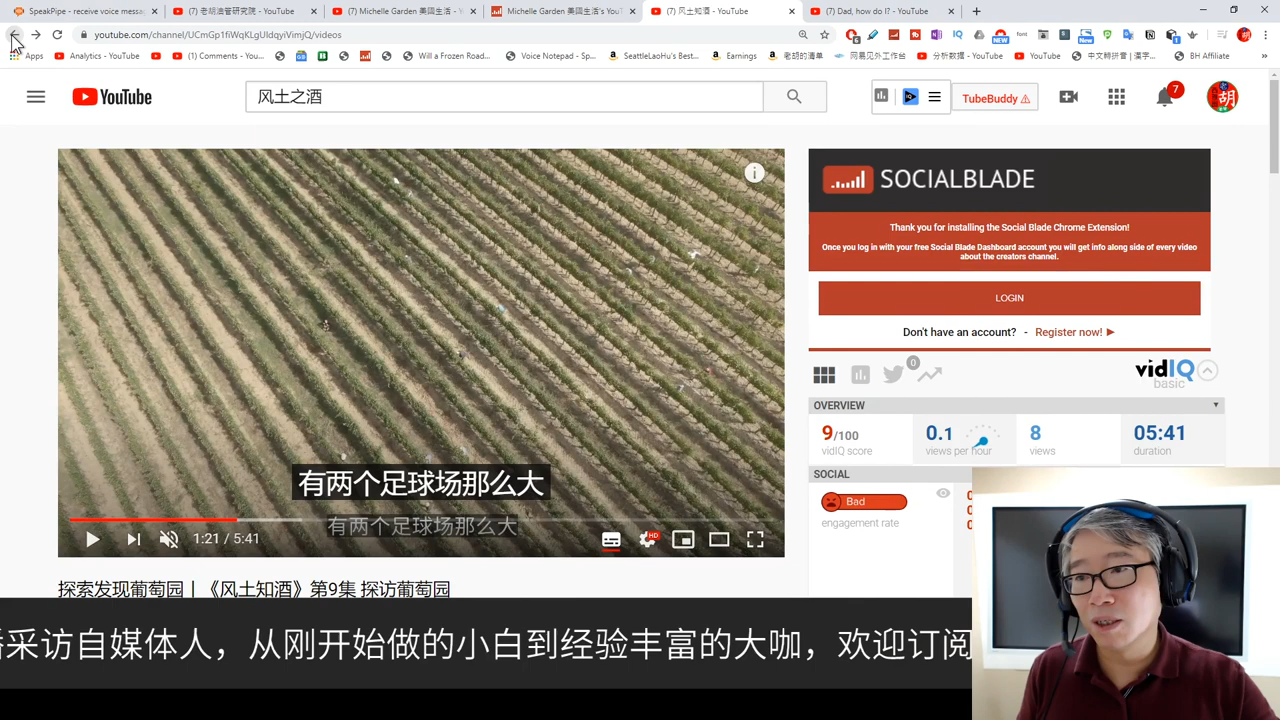 SpeakPipe - receive voice messag
(7) 老胡油管研究院 - YouTube
(7) Michelle Garden 美國生活 - Y
Michelle Garden 美國生活's YouT
(7) 风土知酒 - YouTube
(7) Dad, how do I? - YouTube
youtube.com/channel/UCmGp1fiWqKLgUIdqyiVimjQ/videos
Apps
Analytics - YouTube
(1) Comments - You...
Will a Frozen Road...
Voice Notepad - Sp...
SeattleLaoHu's Best...
Earnings
老胡的清单
网易见外工作台
分析數據 - YouTube
YouTube
中文轉拼音 | 漢字...
BH Affiliate
YouTube
风土之酒
TubeBuddy
7
胡
SOCIALBLADE
Thank you for installing the Social Blade Chrome Extension!
Once you log in with your free Social Blade Dashboard account you will get info along side of every video
about the creators channel.
LOGIN
Don't have an account? - Register now! ▶
0
vidIQ
basic
OVERVIEW
9/100
vidIQ score
0.1
views per hour
8
views
05:41
duration
SOCIAL
Bad
engagement rate
有两个足球场那么大
有两个足球场那么大
1:21 / 5:41
HD
探索发现葡萄园 | 《风土知酒》第9集 探访葡萄园
采访自媒体人，从刚开始做的小白到经验丰富的大咖，欢迎订阅